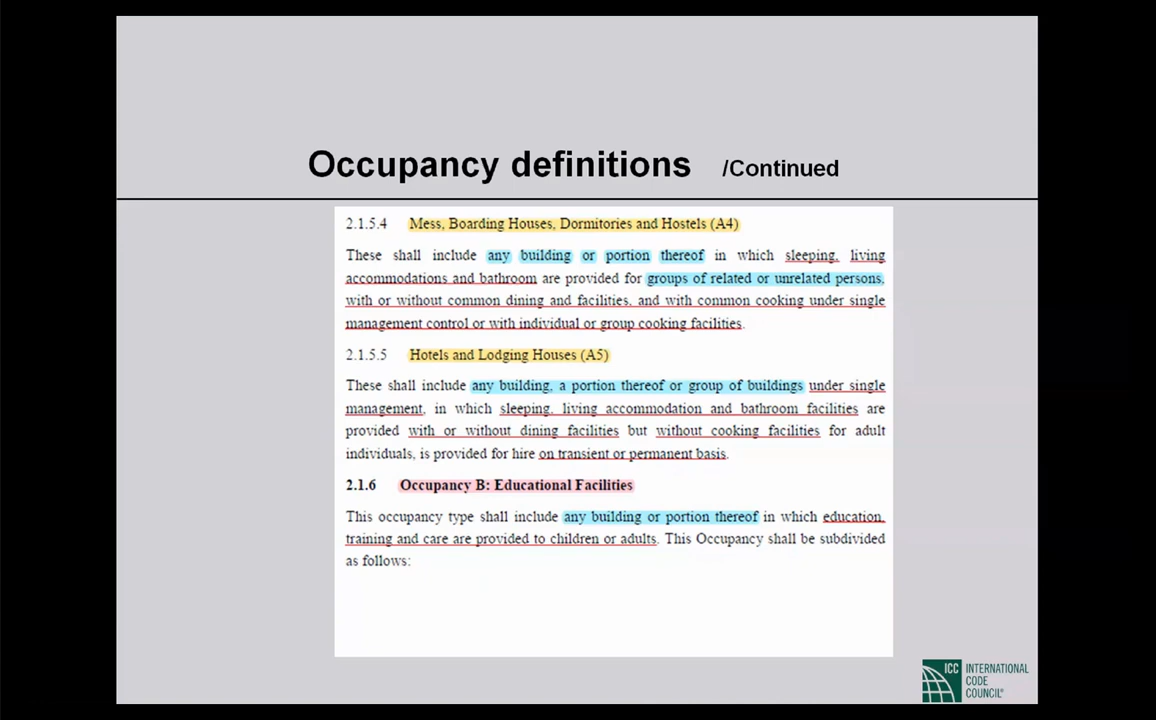 Occupancy definitions /Continued
2.1.5.4 Mess, Boarding Houses, Dormitories and Hostels (A4)
These shall include any building or portion thereof in which sleeping, living
accommodations and bathroom are provided for groups of related or unrelated persons,
with or without common dining and facilities, and with common cooking under single
management control or with individual or group cooking facilities.
2.1.5.5 Hotels and Lodging Houses (A5)
These shall include any building, a portion thereof or group of buildings under single
management, in which sleeping, living accommodation and bathroom facilities are
provided with or without dining facilities but without cooking facilities for adult
individuals, is provided for hire on transient or permanent basis.
2.1.6 Occupancy B: Educational Facilities
This occupancy type shall include any building or portion thereof in which education,
training and care are provided to children or adults. This Occupancy shall be subdivided
as follows:
ICC INTERNATIONAL
CODE
COUNCIL®